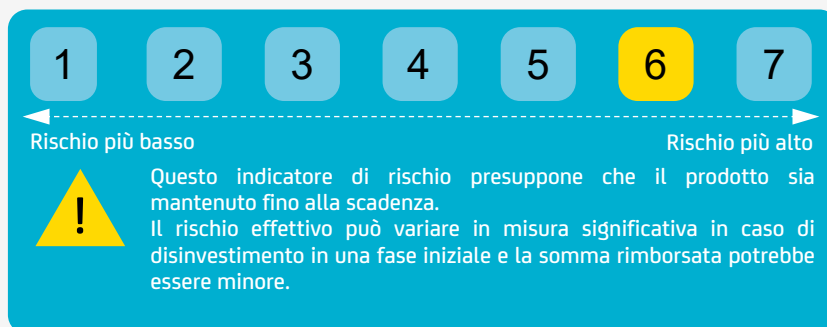 1 2 3 4 5 6 7
Rischio più basso Rischio più alto
!
Questo indicatore di rischio presuppone che il prodotto sia
mantenuto fino alla scadenza.
Il rischio effettivo può variare in misura significativa in caso di
disinvestimento in una fase iniziale e la somma rimborsata potrebbe
essere minore.